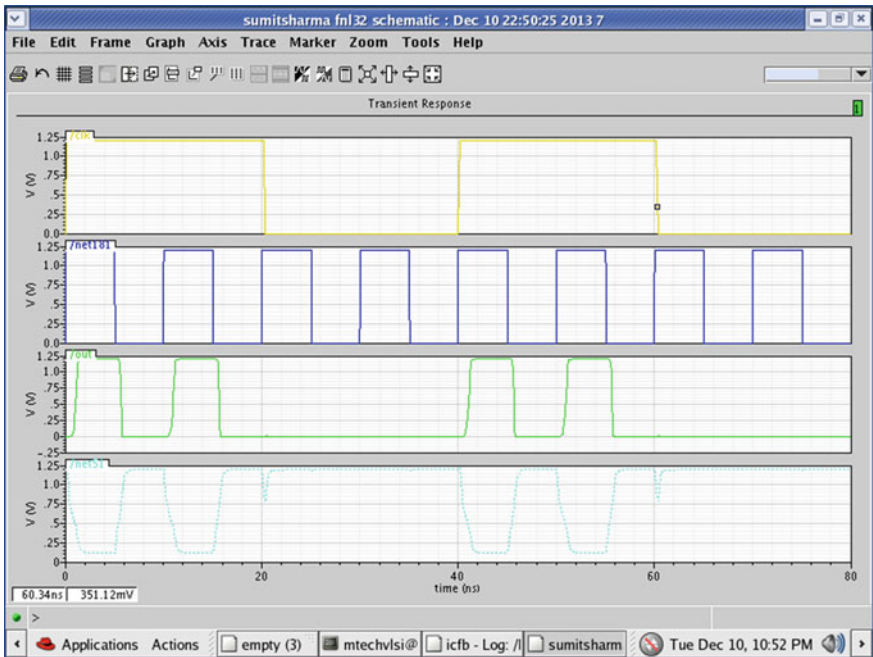 sumitsharma fnl32 schematic : Dec 10 22:50:25 2013 7
File Edit Frame Graph Axis Trace Marker Zoom Tools Help
Transient Response
1
/clk
1.25
1.0
.75
.5
.25
0.0
V (V)
/net181
1.25
1.0
.75
.5
.25
0.0
V (V)
/out
1.25
1.0
.75
.5
.25
0
-.25
V (V)
/net51
1.25
1.0
.75
.5
.25
0
V (V)
0 20 40 60 80
time (ns)
60.34ns 351.12mV
>
Applications Actions empty (3) mtechvlsi@ icfb - Log: /l sumitsharm Tue Dec 10, 10:52 PM